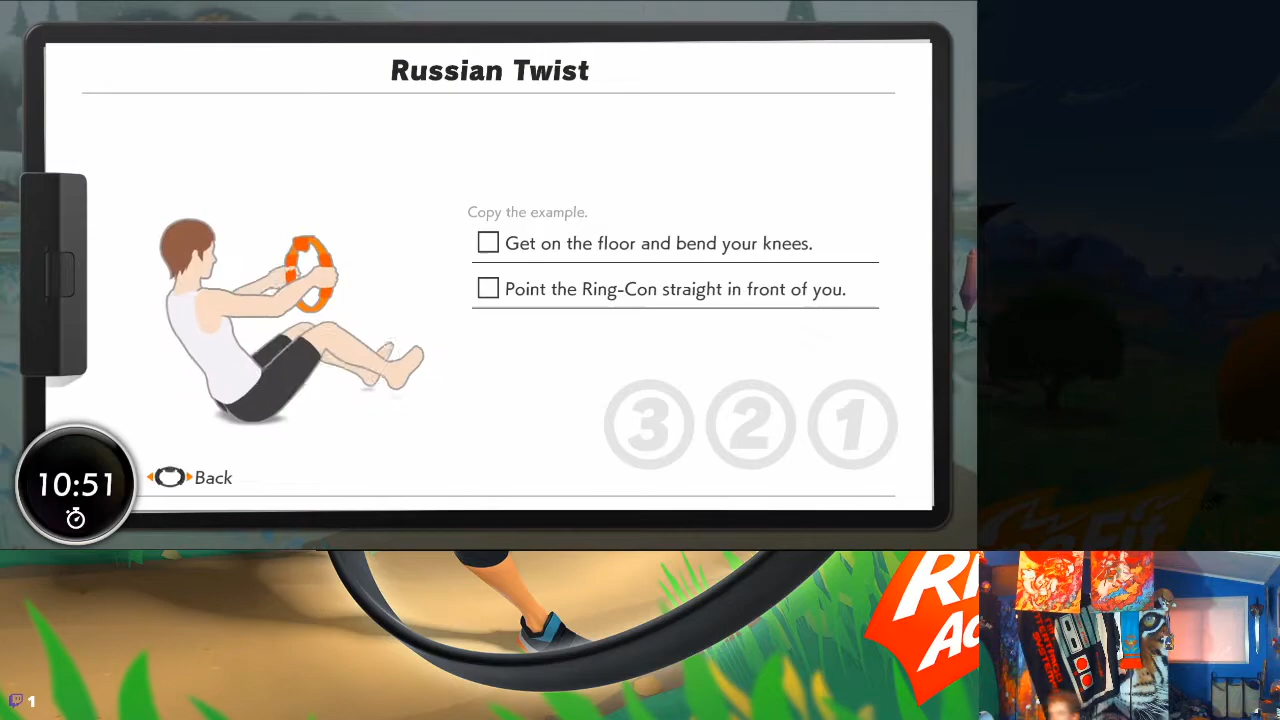 Russian Twist
Copy the example.
Get on the floor and bend your knees.
Point the Ring-Con straight in front of you.
3 2 1
10:51
Back
1